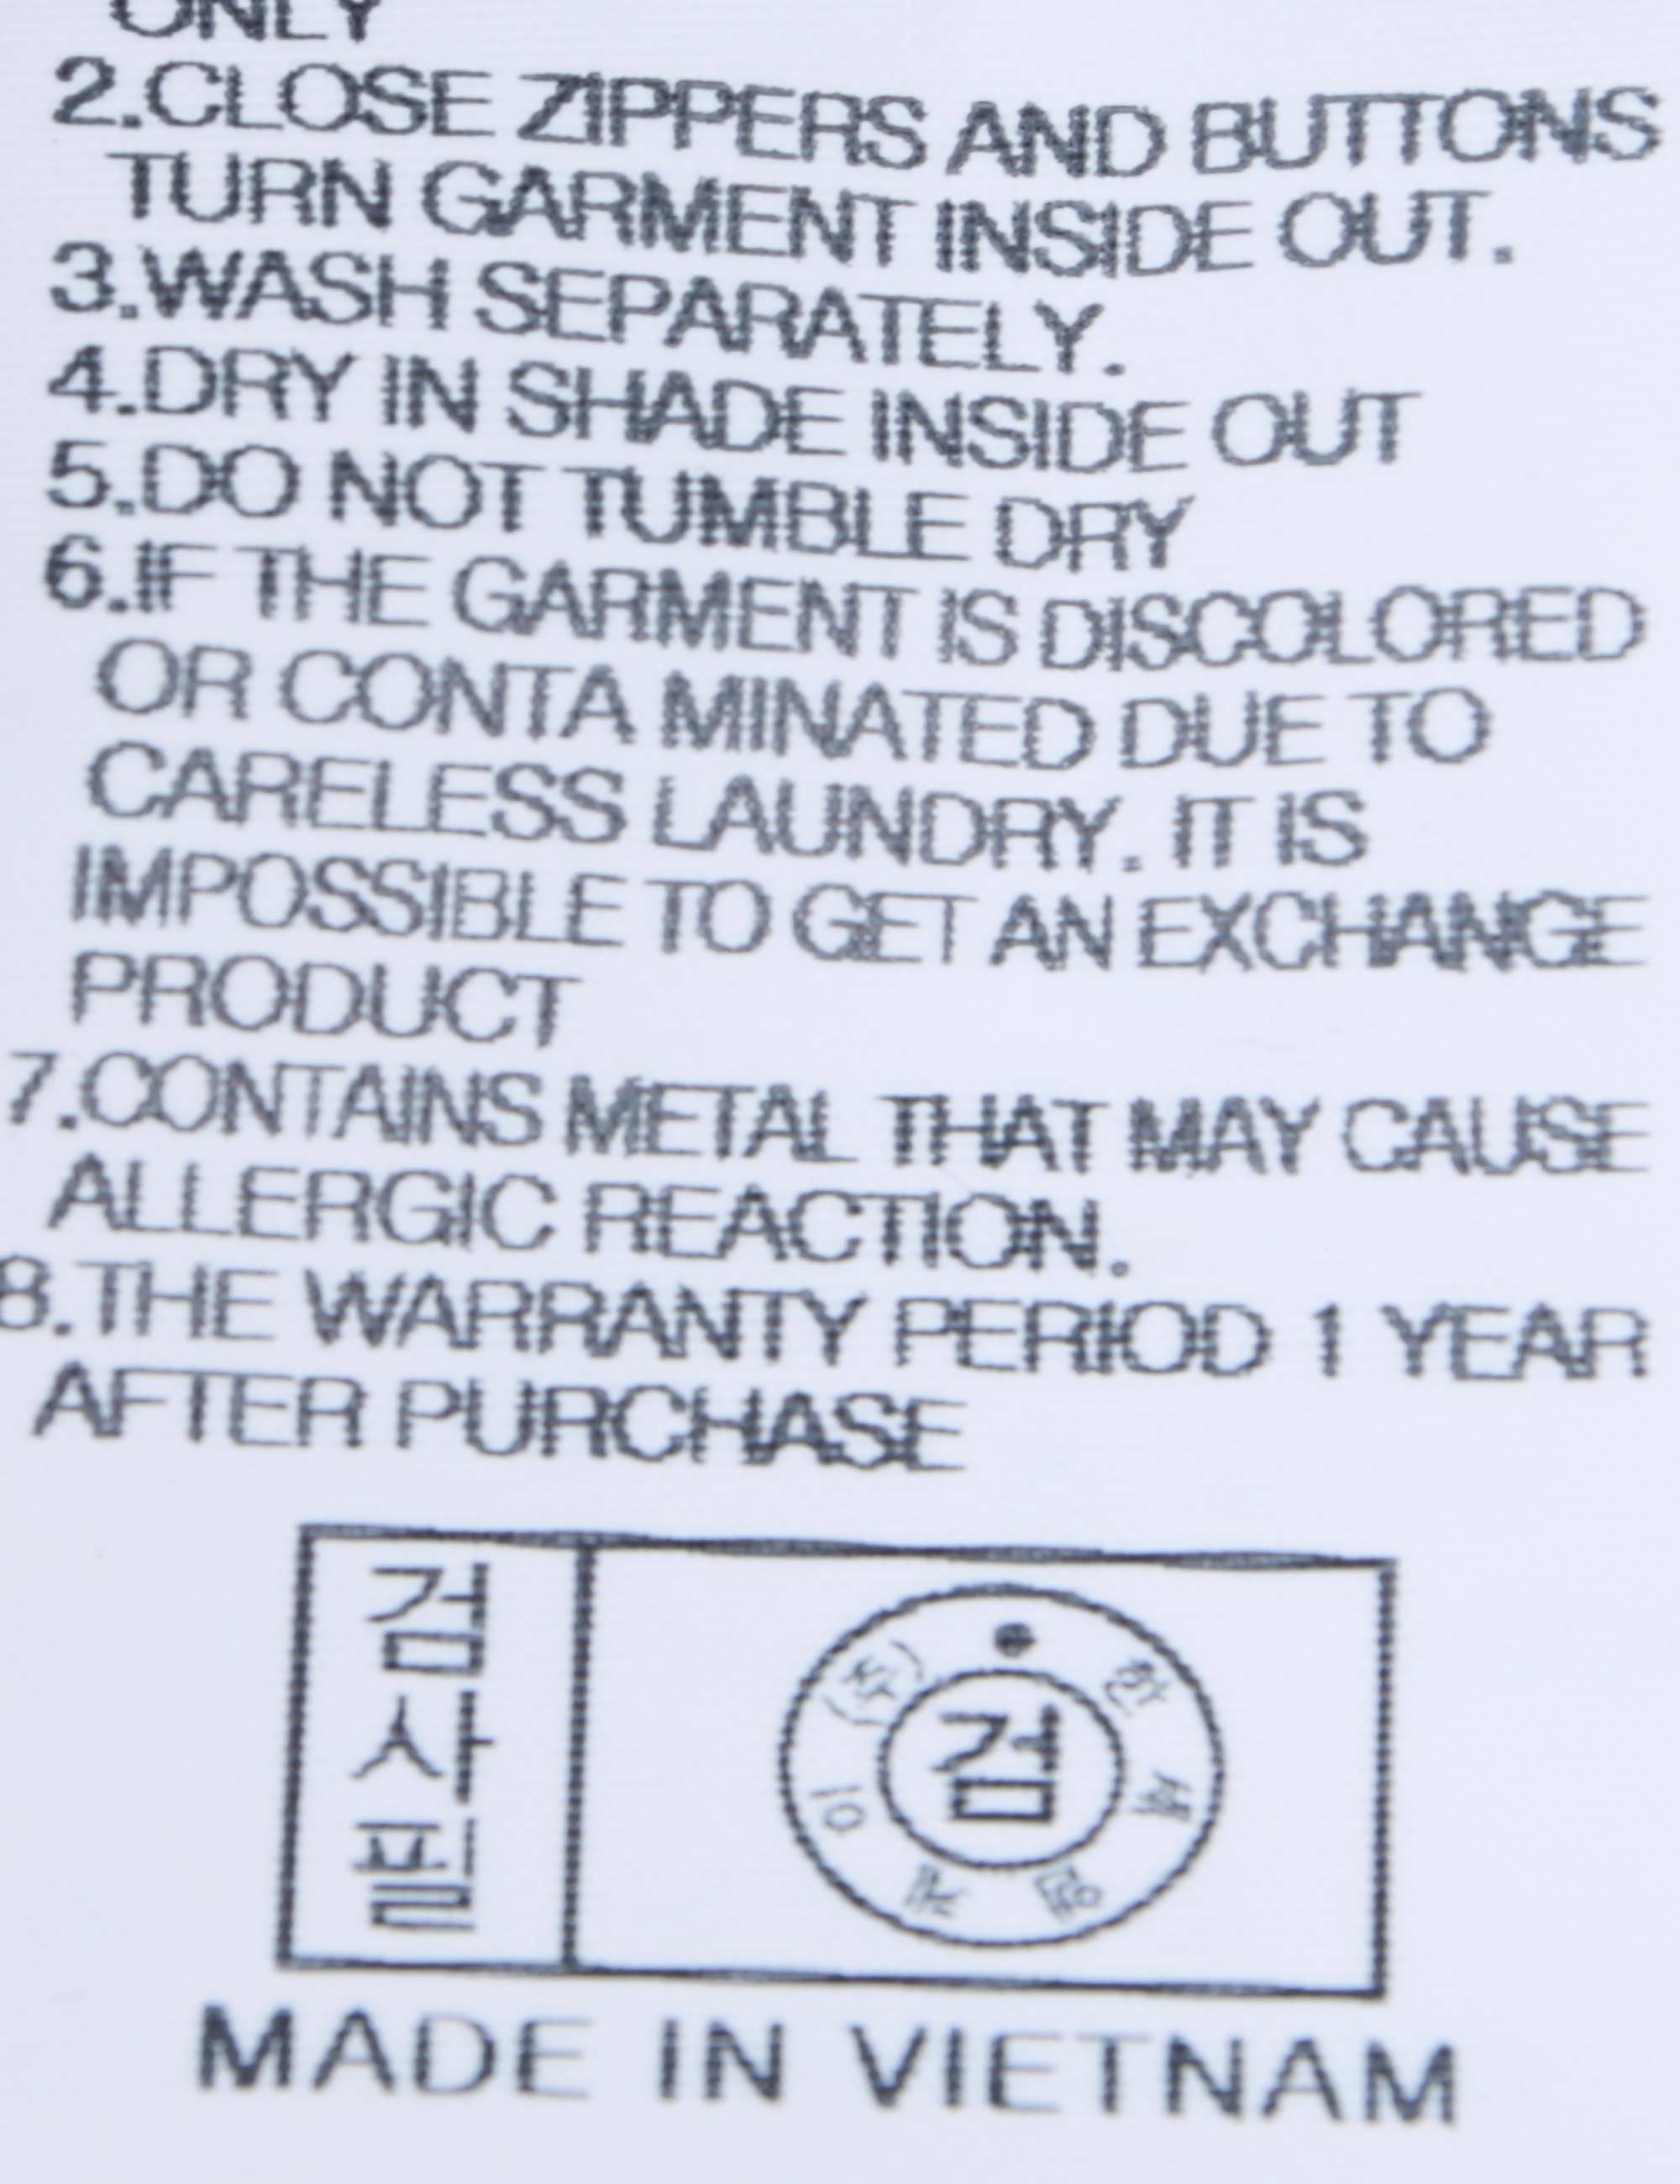 ONLY
2.CLOSE ZIPPERS AND BUTTONS
TURN GARMENT INSIDE OUT.
3.WASH SEPARATELY.
4.DRY IN SHADE INSIDE OUT
5.DO NOT TUMBLE DRY
6.IF THE GARMENT IS DISCOLORED
OR CONTA MINATED DUE TO
CARELESS LAUNDRY. IT IS
IMPOSSIBLE TO GET AN EXCHANGE
PRODUCT
7.CONTAINS METAL THAT MAY CAUSE
ALLERGIC REACTION.
8.THE WARRANTY PERIOD 1 YEAR
AFTER PURCHASE
검
사
필
(주)
검
MADE IN VIETNAM